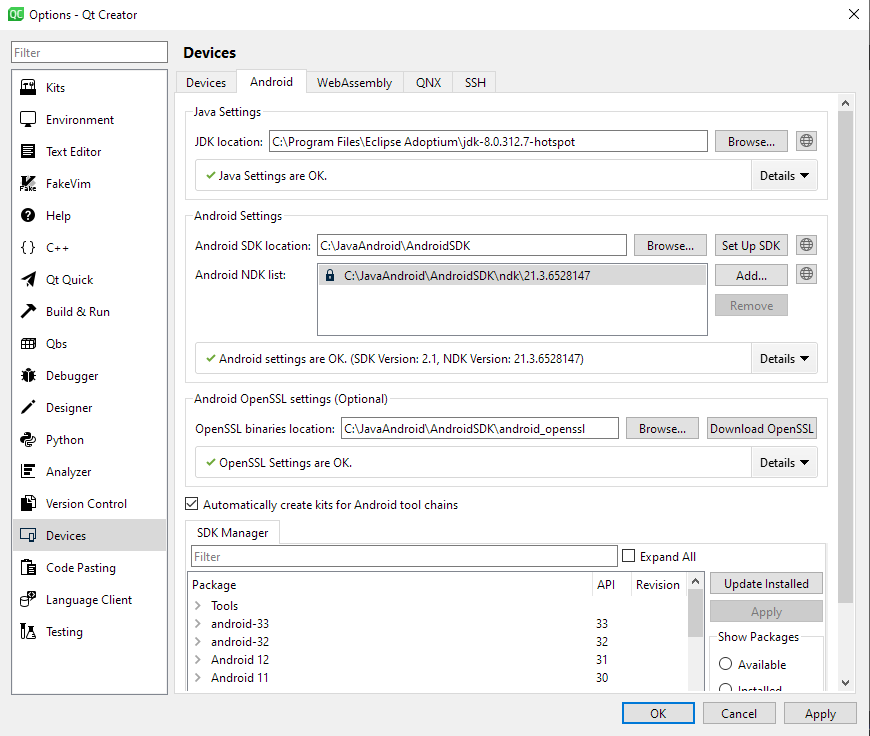 QC Options - Qt Creator
Filter
Devices
Kits
Environment
Text Editor
FakeVim
Help
C++
Qt Quick
Build & Run
Qbs
Debugger
Designer
Python
Analyzer
Version Control
Devices
Code Pasting
Language Client
Testing
Devices Android WebAssembly QNX SSH
Java Settings
JDK location: C:\Program Files\Eclipse Adoptium\jdk-8.0.312.7-hotspot Browse...
Java Settings are OK. Details
Android Settings
Android SDK location: C:\JavaAndroid\AndroidSDK Browse... Set Up SDK
Android NDK list: C:\JavaAndroid\AndroidSDK\ndk\21.3.6528147 Add...
Remove
Android settings are OK. (SDK Version: 2.1, NDK Version: 21.3.6528147) Details
Android OpenSSL settings (Optional)
OpenSSL binaries location: C:\JavaAndroid\AndroidSDK\android_openssl Browse... Download OpenSSL
OpenSSL Settings are OK. Details
Automatically create kits for Android tool chains
SDK Manager
Filter Expand All
Package API Revision Update Installed
Tools Apply
android-33 33
android-32 32 Show Packages
Android 12 31 Available
Android 11 30 Installed
OK Cancel Apply